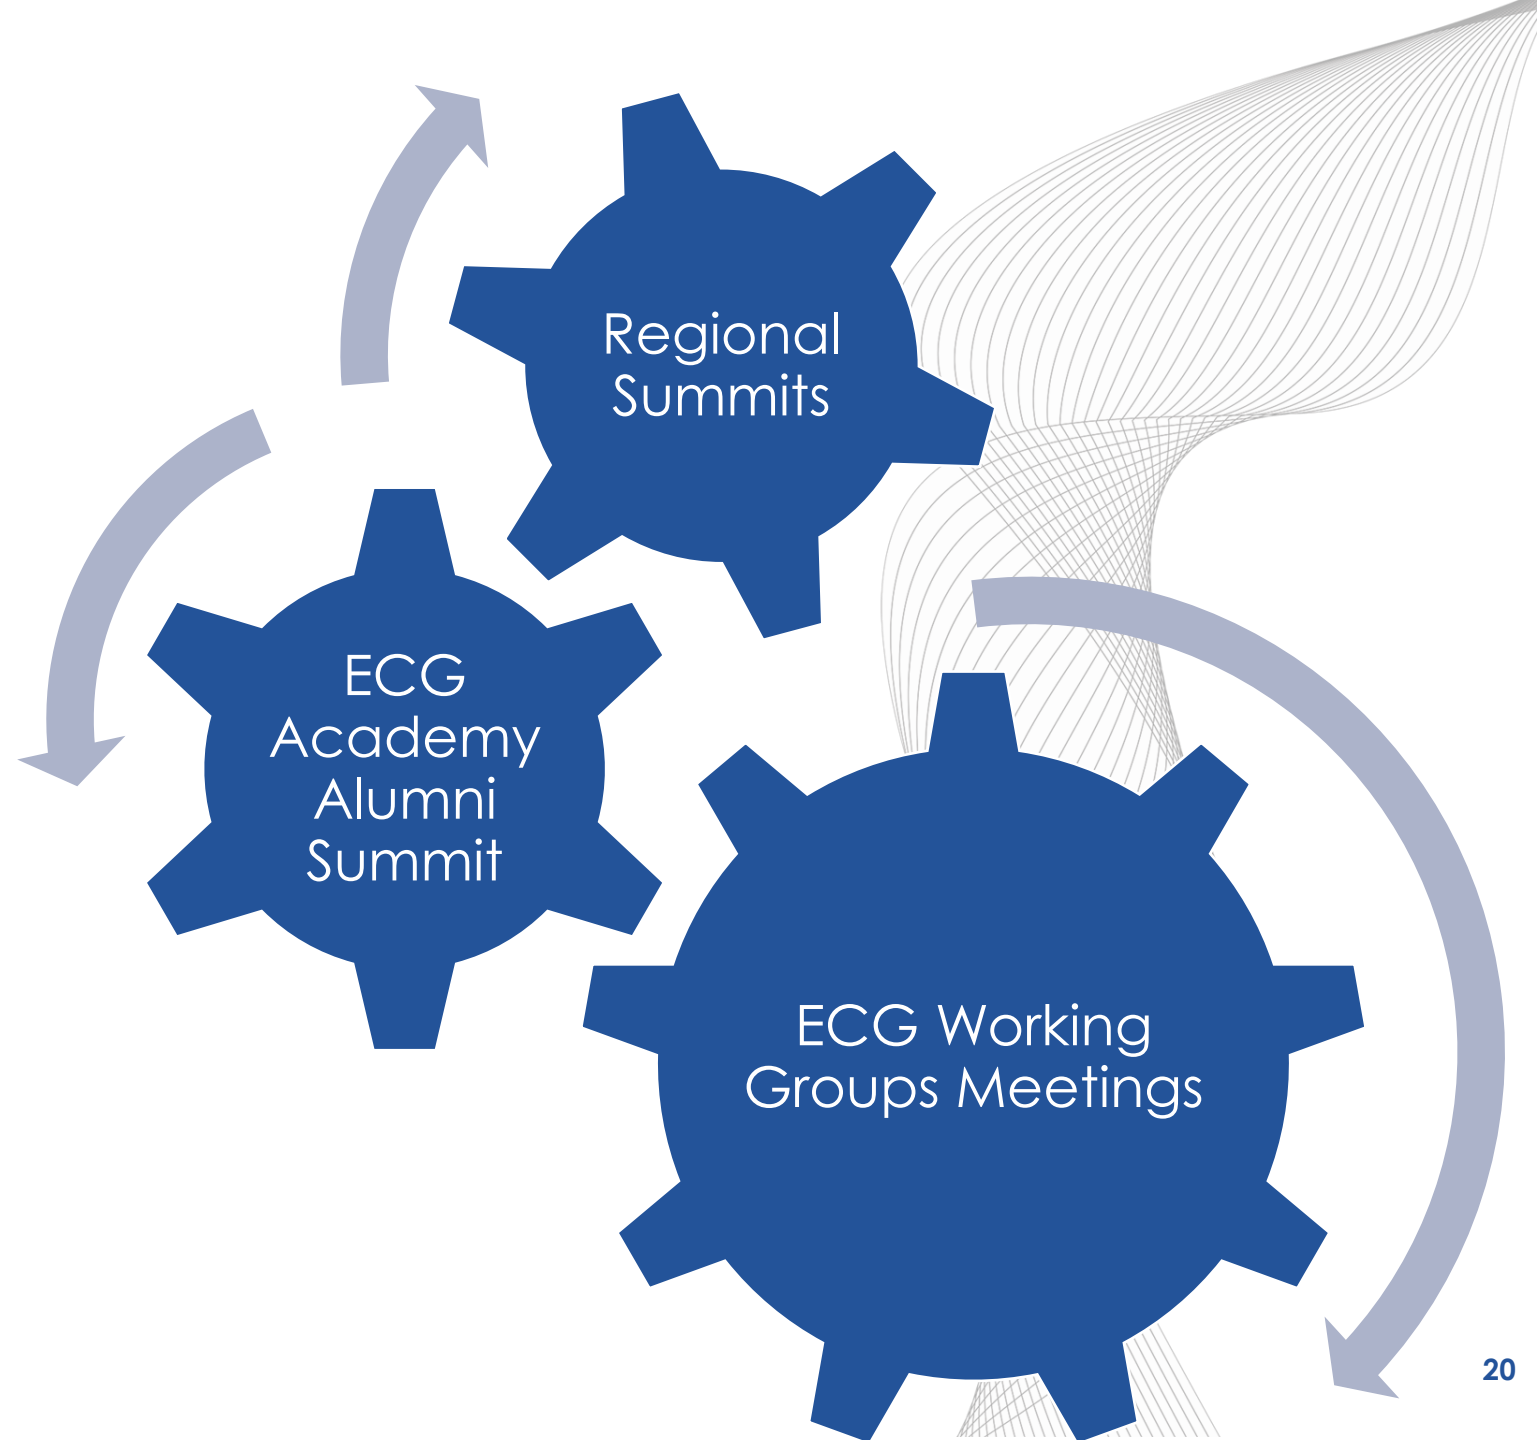 Regional
Summits
ECG
Academy
Alumni
Summit
ECG Working
Groups Meetings
20